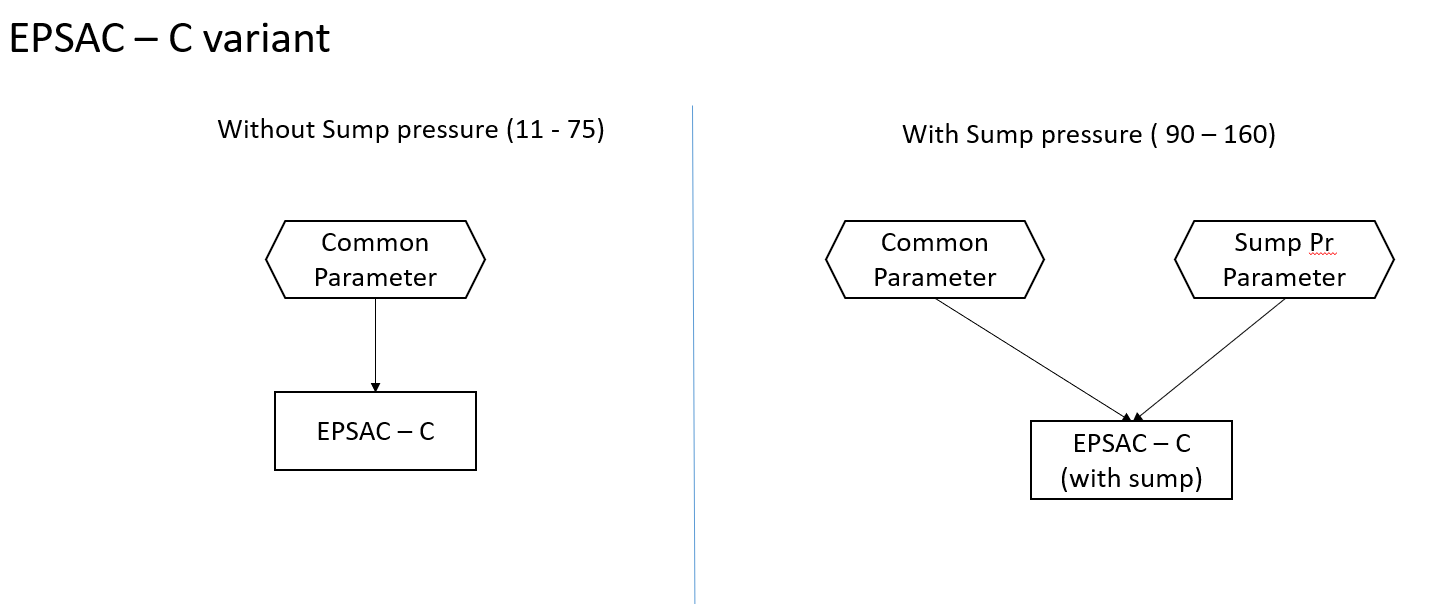 EPSAC – C variant
Without Sump pressure (11 - 75)
Common
Parameter
EPSAC – C
With Sump pressure ( 90 – 160)
Common
Parameter
Sump Pr
Parameter
EPSAC – C
(with sump)